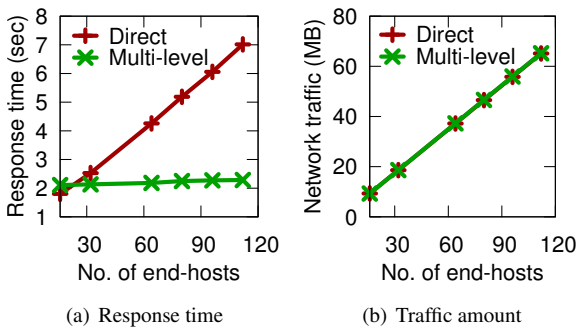 Response time (sec)
8
7
6
5
4
3
2
1
Direct
Multi-level
30
60
90
120
No. of end-hosts
(a) Response time
Network traffic (MB)
80
60
40
20
0
Direct
Multi-level
30
60
90
120
No. of end-hosts
(b) Traffic amount